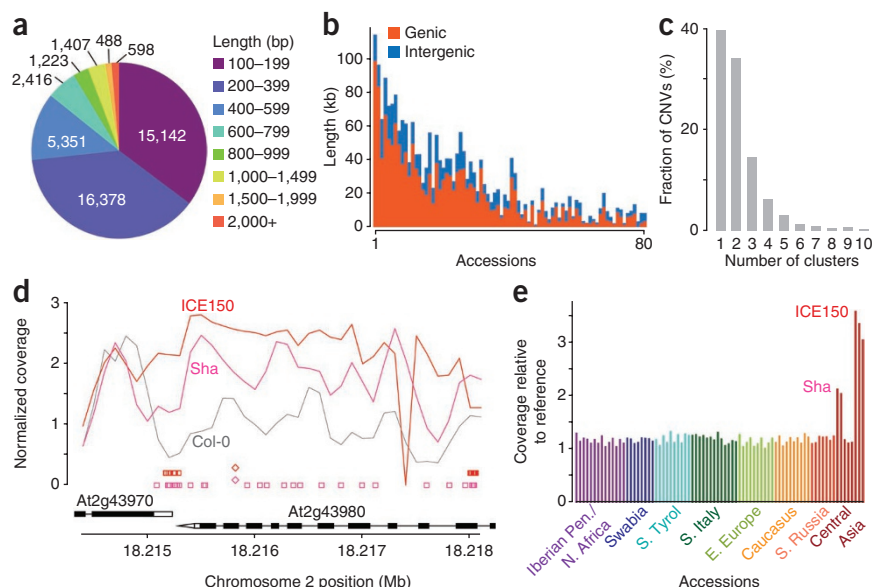 a
1,407
488
598
1,223
2,416
5,351
15,142
16,378
Length (bp)
100–199
200–399
400–599
600–799
800–999
1,000–1,499
1,500–1,999
2,000+
b
Genic
Intergenic
Length (kb)
100
80
60
40
20
0
1
80
Accessions
c
Fraction of CNVs (%)
40
20
0
1 2 3 4 5 6 7 8 9 10
Number of clusters
d
Normalized coverage
3
2
1
0
ICE150
Sha
Col-0
At2g43970
At2g43980
18.215
18.216
18.217
18.218
Chromosome 2 position (Mb)
e
Coverage relative
to reference
3
2
1
0
ICE150
Sha
Iberian Pen./
N. Africa
Swabia
S. Tyrol
S. Italy
E. Europe
Caucasus
S. Russia
Central
Asia
Accessions